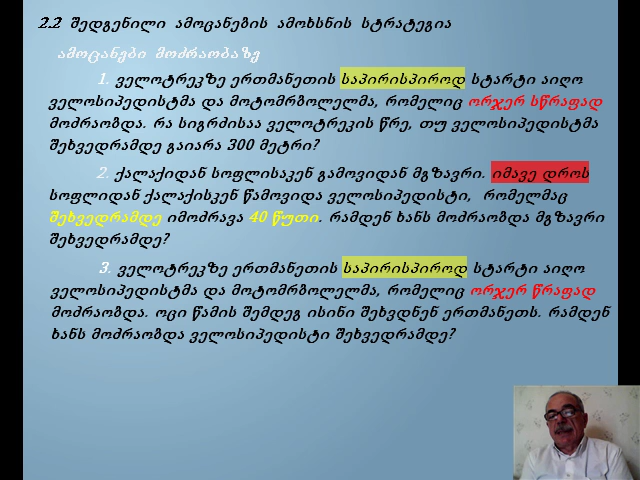 2.2 შედგენილი ამოცანების ამოხსნის სტრატეგია
ამოცანები მოძრაობაზე
1. ველოტრეკზე ერთმანეთის საპირისპიროდ სტარტი აიღო
ველოსიპედისტმა და მოტომრბოლელმა, რომელიც ორჯერ სწრაფად
მოძრაობდა. რა სიგრძისაა ველოტრეკის წრე, თუ ველოსიპედისტმა
შეხვედრამდე გაიარა 300 მეტრი?
2. ქალაქიდან სოფლისაკენ გამოვიდან მგზავრი. იმავე დროს
სოფლიდან ქალაქისკენ წამოვიდა ველოსიპედისტი, რომელმაც
შეხვედრამდე იმოძრავა 40 წუთი. რამდენ ხანს მოძრაობდა მგზავრი
შეხვედრამდე?
3. ველოტრეკზე ერთმანეთის საპირისპიროდ სტარტი აიღო
ველოსიპედისტმა და მოტომრბოლელმა, რომელიც ორჯერ წრაფად
მოძრაობდა. ოცი წამის შემდეგ ისინი შეხვდნენ ერთმანეთს. რამდენ
ხანს მოძრაობდა ველოსიპედისტი შეხვედრამდე?